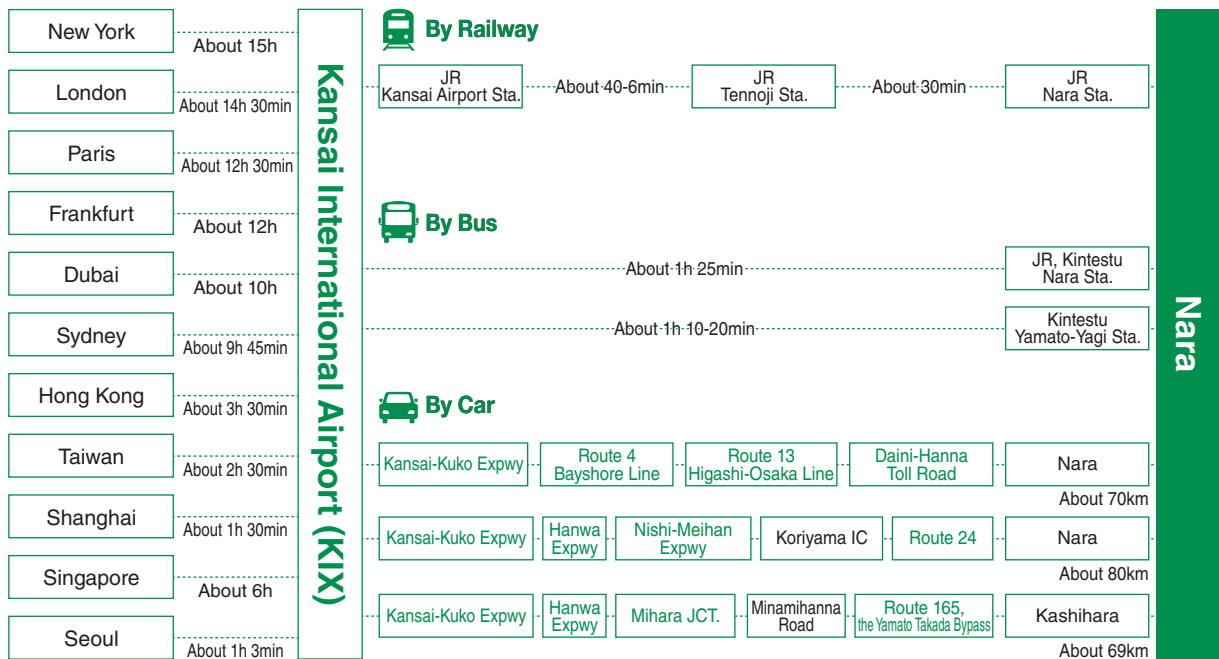 New York
About 15h
London
About 14h 30min
Paris
About 12h 30min
Frankfurt
About 12h
Dubai
About 10h
Sydney
About 9h 45min
Hong Kong
About 3h 30min
Taiwan
About 2h 30min
Shanghai
About 1h 30min
Singapore
About 6h
Seoul
About 1h 3min
Kansai International Airport (KIX)
By Railway
JR
Kansai Airport Sta.
About 40-6min
JR
Tennoji Sta.
About 30min
JR
Nara Sta.
By Bus
About 1h 25min
JR, Kintestu
Nara Sta.
About 1h 10-20min
Kintestu
Yamato-Yagi Sta.
By Car
Kansai-Kuko Expwy
Route 4
Bayshore Line
Route 13
Higashi-Osaka Line
Daini-Hanna
Toll Road
Nara
About 70km
Kansai-Kuko Expwy
Hanwa
Expwy
Nishi-Meihan
Expwy
Koriyama IC
Route 24
Nara
About 80km
Kansai-Kuko Expwy
Hanwa
Expwy
Mihara JCT.
Minamihanna
Road
Route 165,
the Yamato Takada Bypass
Kashihara
About 69km
Nara